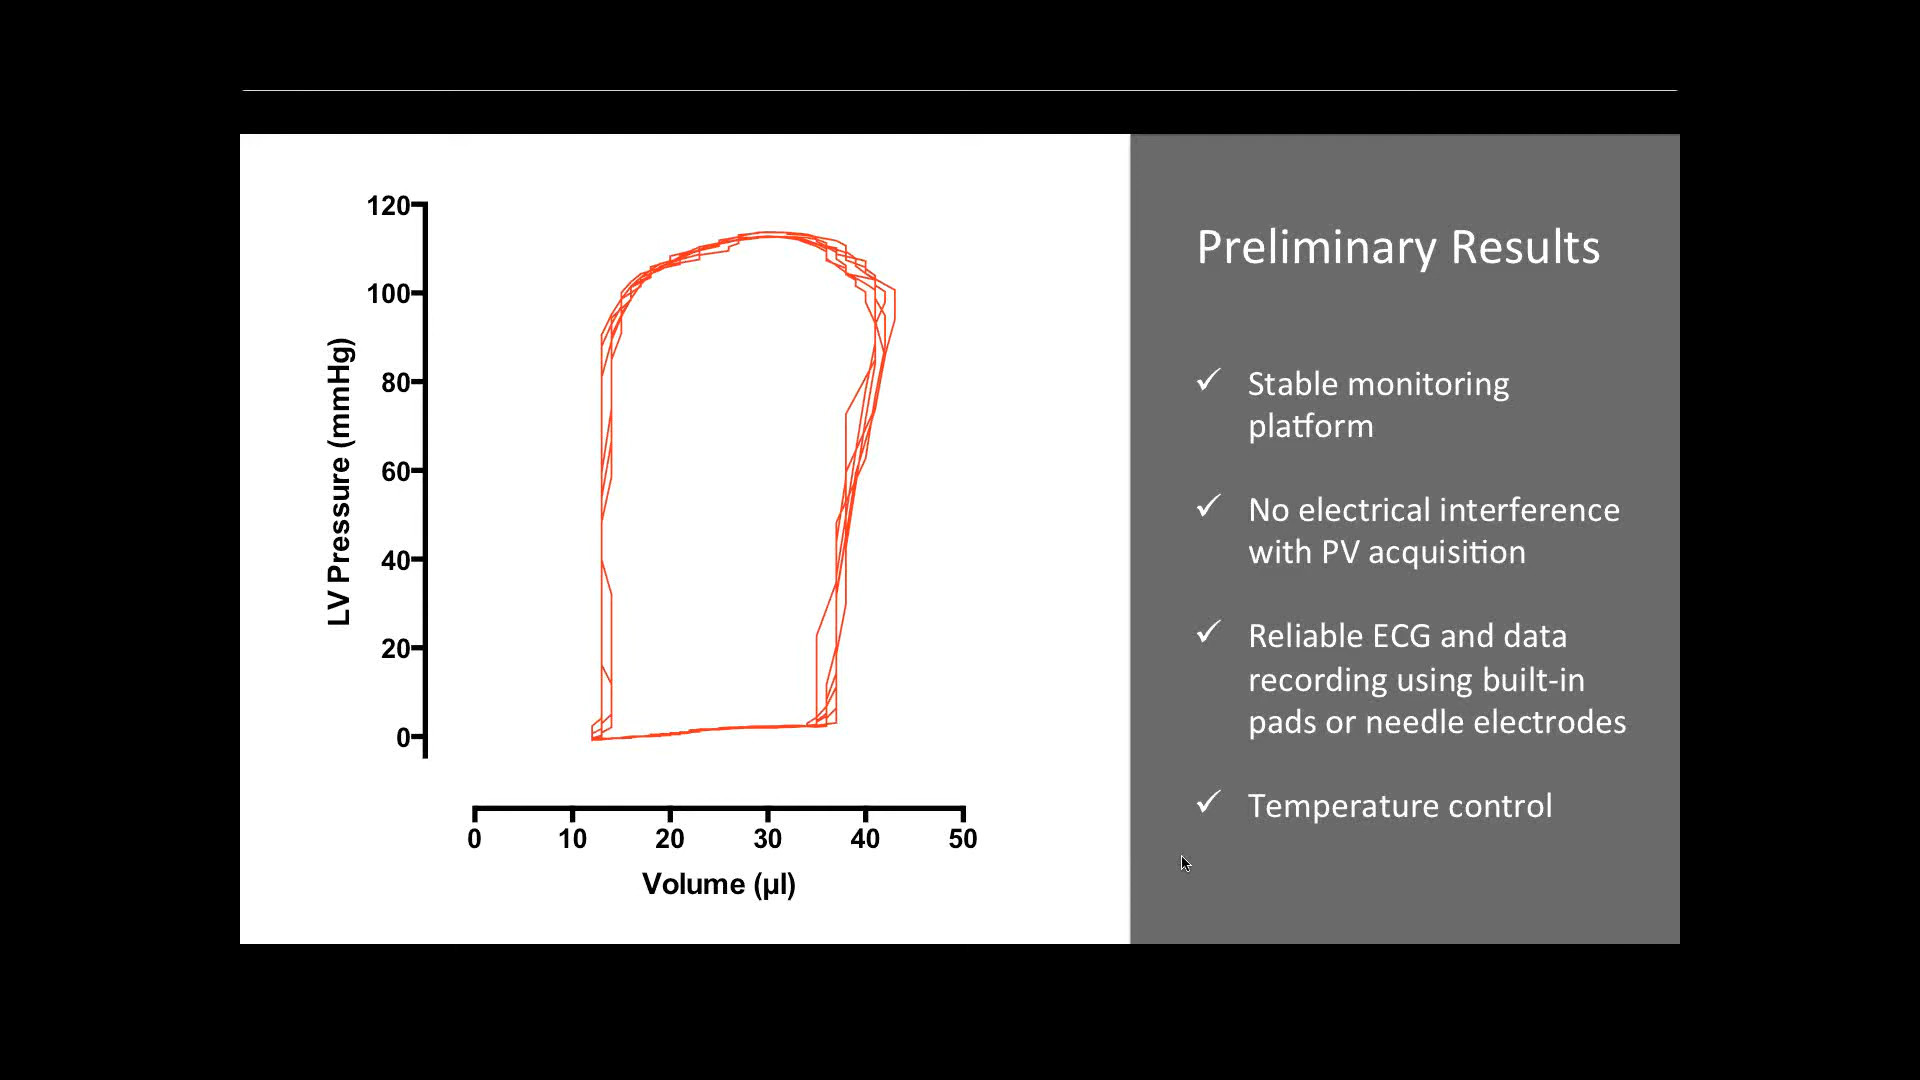 120
100
80
60
40
20
0
LV Pressure (mmHg)
0 10 20 30 40 50
Volume (µl)
Preliminary Results
✓ Stable monitoring
platform
✓ No electrical interference
with PV acquisition
✓ Reliable ECG and data
recording using built-in
pads or needle electrodes
✓ Temperature control